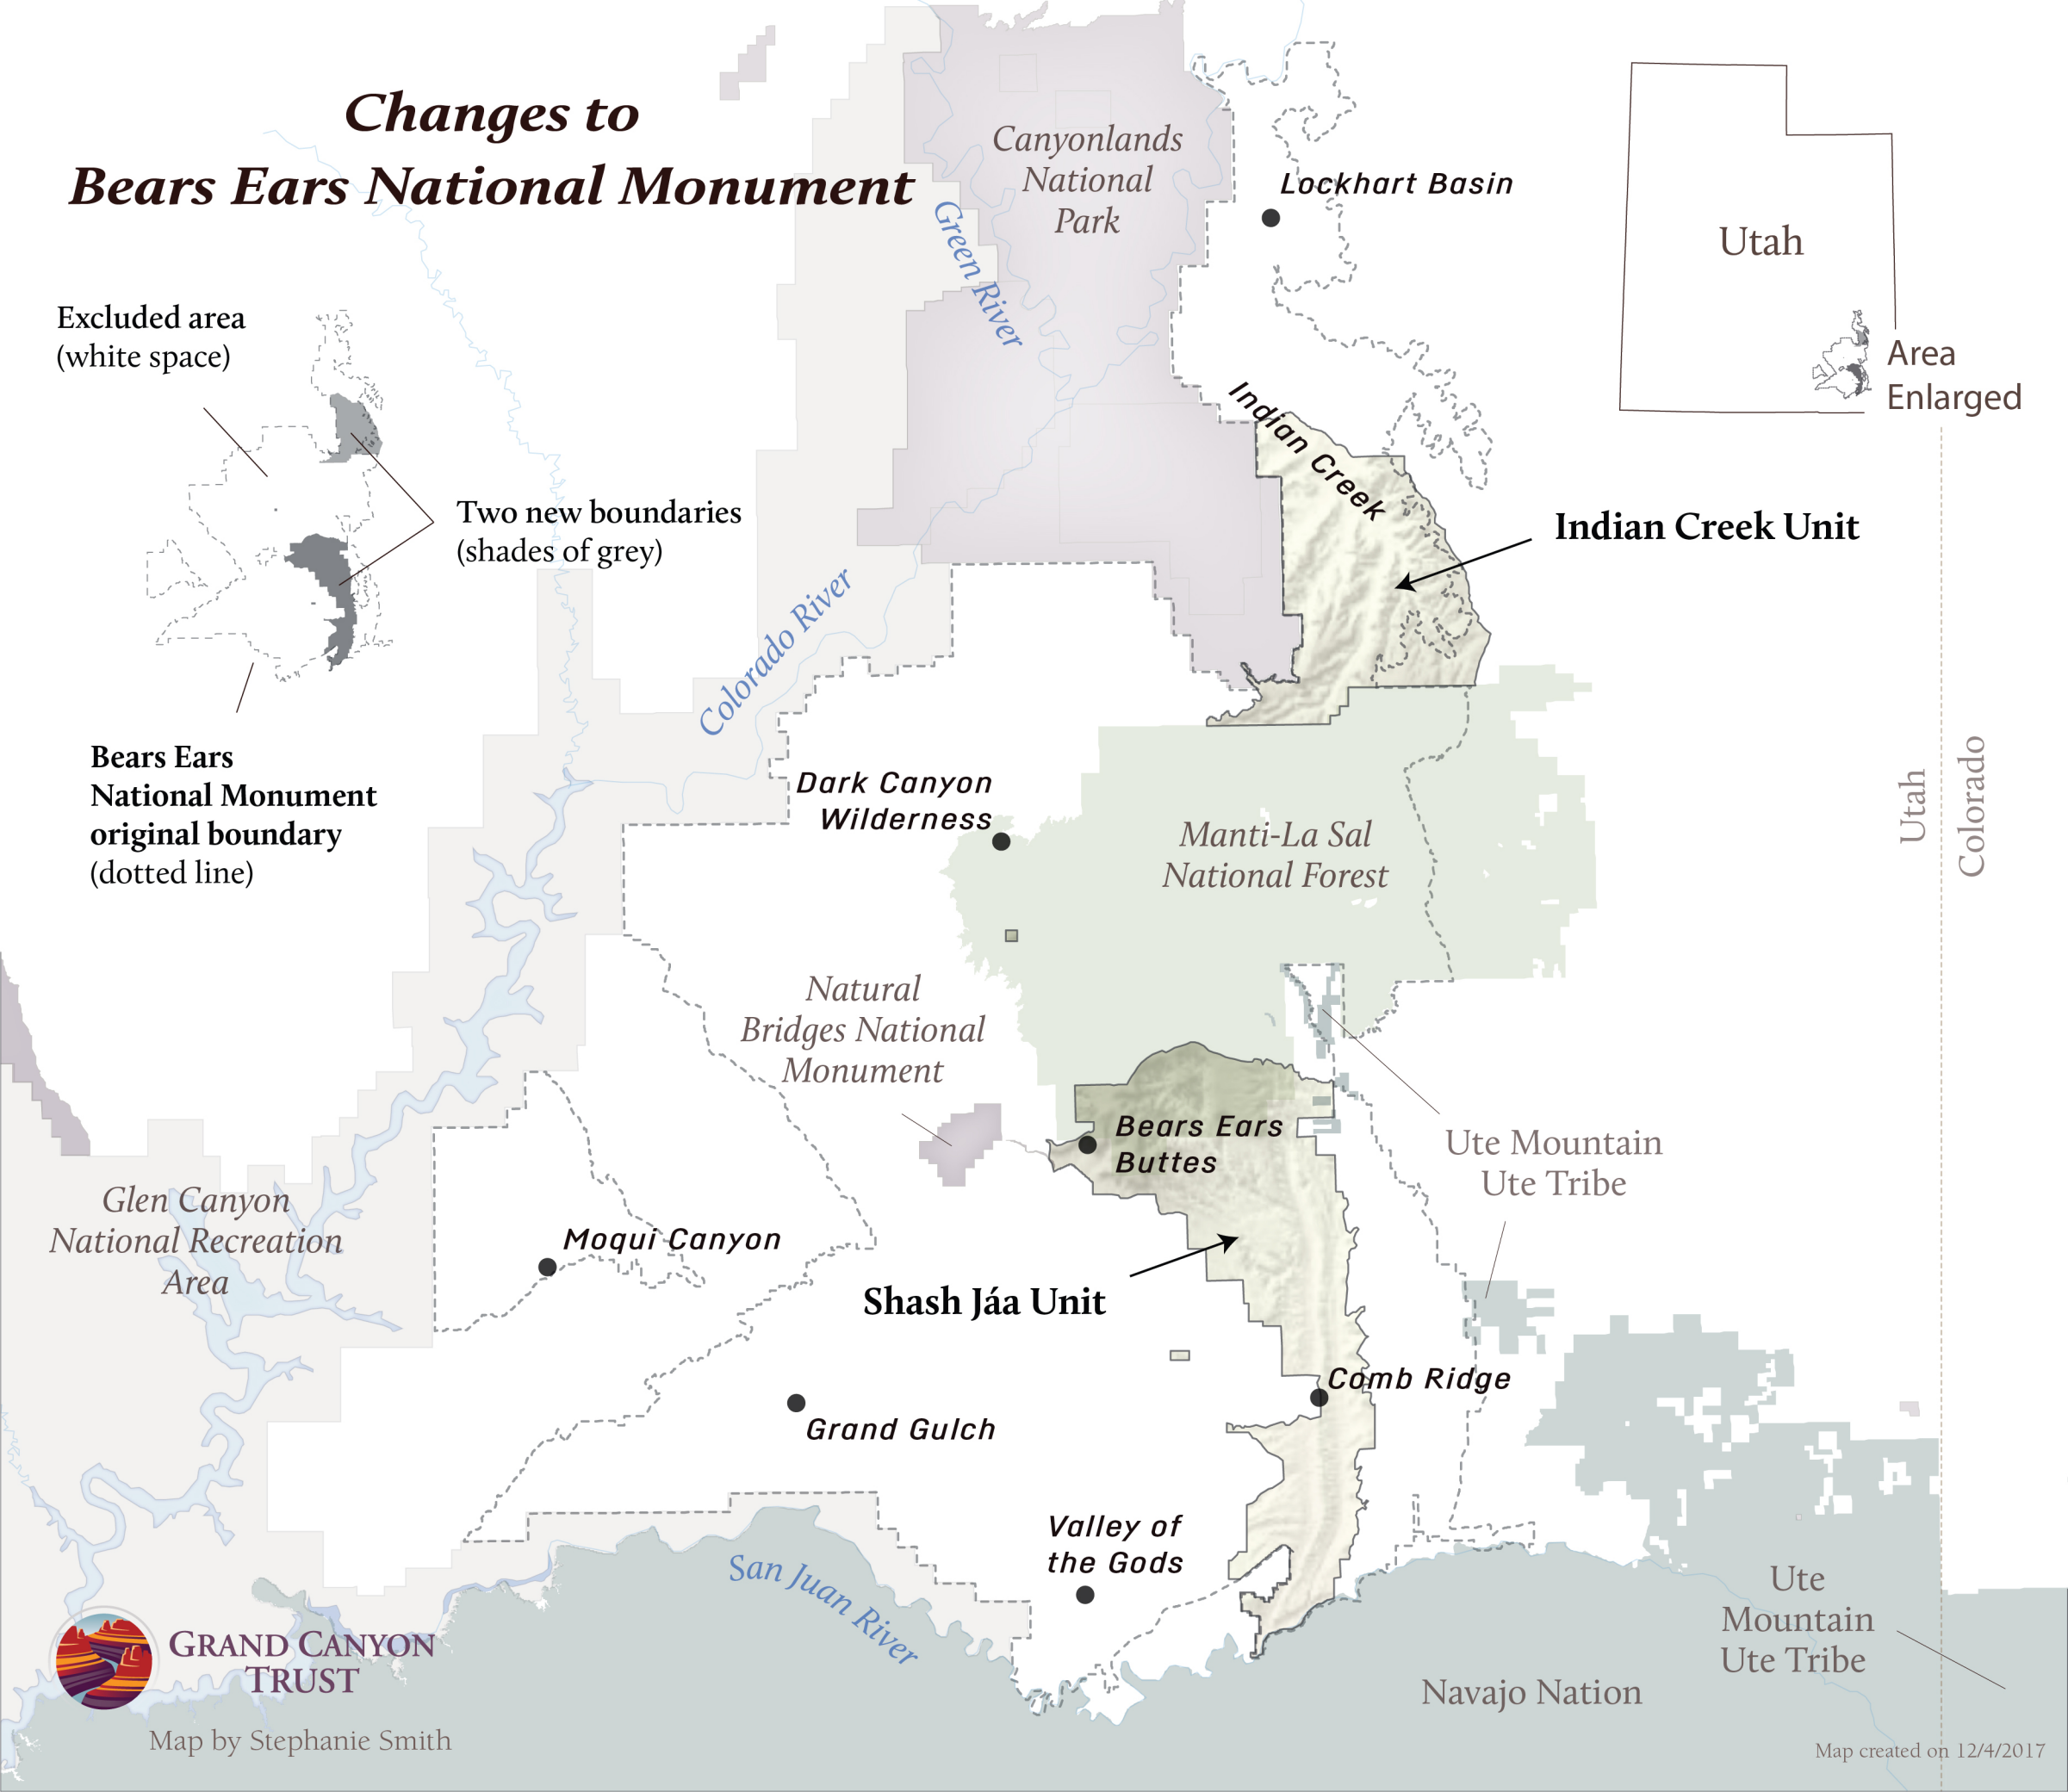 Changes to
Bears Ears National Monument
Canyonlands
National
Park
Lockhart Basin
Utah
Area
Enlarged
Green River
Excluded area
(white space)
Two new boundaries
(shades of grey)
Bears Ears
National Monument
original boundary
(dotted line)
Indian Creek
Indian Creek Unit
Colorado River
Dark Canyon
Wilderness
Manti-La Sal
National Forest
Utah
Colorado
Natural
Bridges National
Monument
Bears Ears
Buttes
Ute Mountain
Ute Tribe
Glen Canyon
National Recreation
Area
Moqui Canyon
Shash Jáa Unit
Comb Ridge
Grand Gulch
Valley of
the Gods
San Juan River
Ute
Mountain
Ute Tribe
Navajo Nation
GRAND CANYON
TRUST
Map by Stephanie Smith
Map created on 12/4/2017